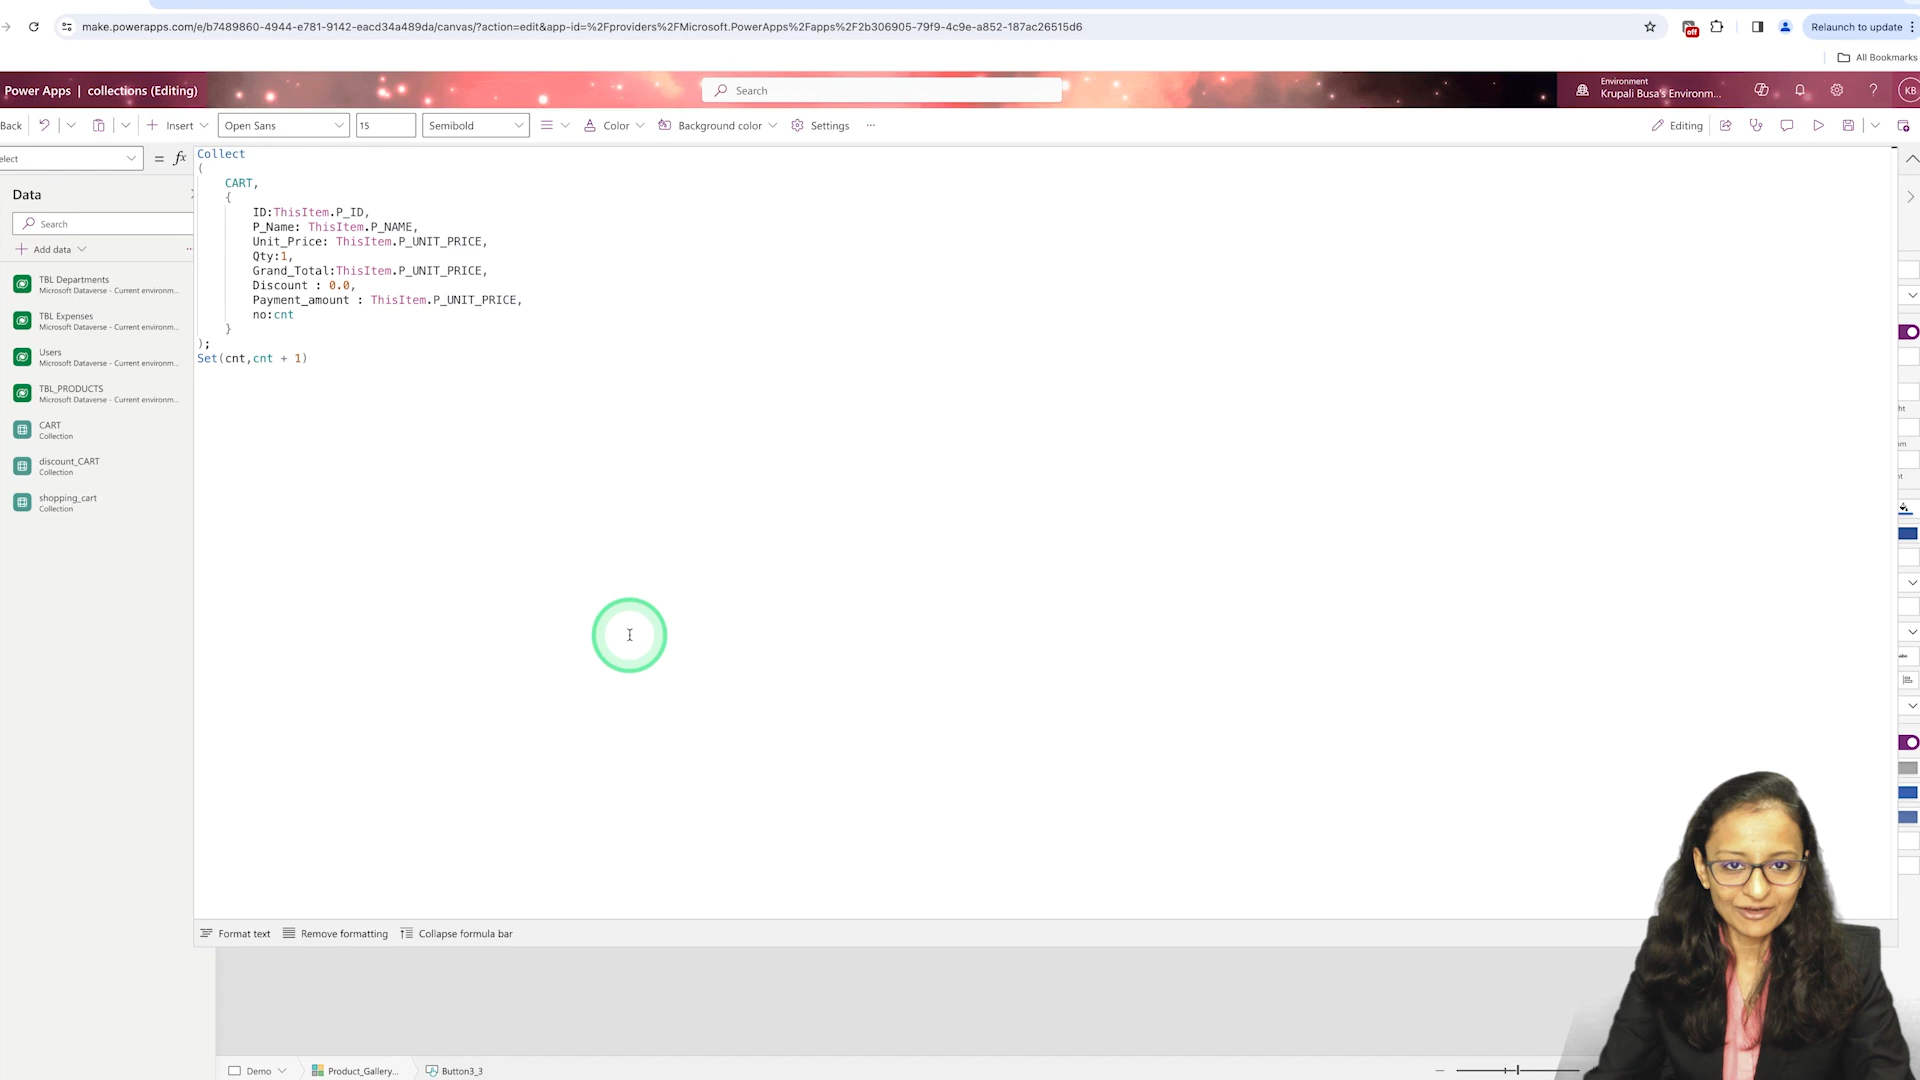 make.powerapps.com/e/b7489860-4944-e781-9142-eacd34a489da/canvas/?action=edit&app-id=%2Fproviders%2FMicrosoft.PowerApps%2Fapps%2F2b306905-79f9-4c9e-a852-187ac26515d6
off
Relaunch to update
All Bookmarks
Power Apps | collections (Editing)
Search
Environment
Krupali Busa's Environm...
KB
Back
Insert
Open Sans
15
Semibold
Color
Background color
Settings
Editing
elect
= fx
Collect
(
CART,
{
ID:ThisItem.P_ID,
P_Name: ThisItem.P_NAME,
Unit_Price: ThisItem.P_UNIT_PRICE,
Qty:1,
Grand_Total:ThisItem.P_UNIT_PRICE,
Discount : 0.0,
Payment_amount : ThisItem.P_UNIT_PRICE,
no:cnt
}
);
Set(cnt,cnt + 1)
Data
Search
Add data
TBL Departments
Microsoft Dataverse - Current environm...
TBL Expenses
Microsoft Dataverse - Current environm...
Users
Microsoft Dataverse - Current environm...
TBL_PRODUCTS
Microsoft Dataverse - Current environm...
CART
Collection
discount_CART
Collection
shopping_cart
Collection
Format text
Remove formatting
Collapse formula bar
Demo
Product_Gallery...
Button3_3